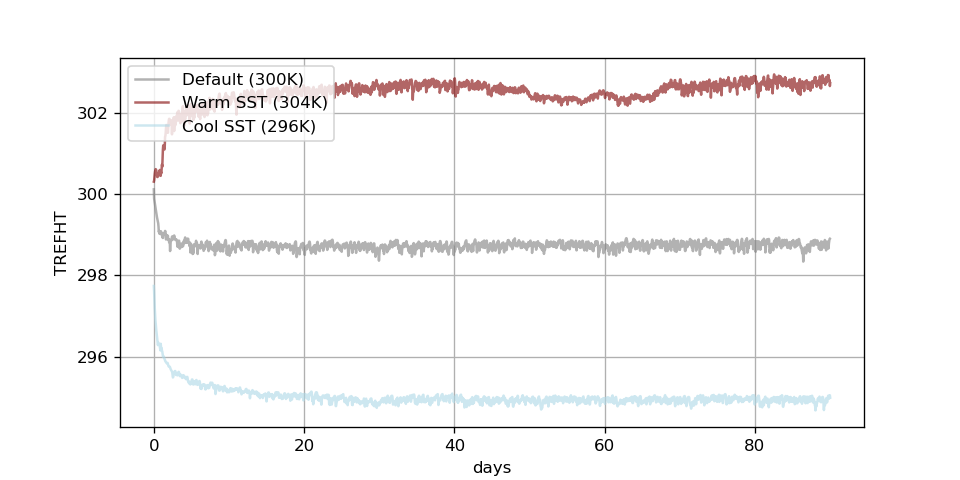 Default (300K)
Warm SST (304K)
Cool SST (296K)
302
300
298
296
TREFHT
0
20
40
60
80
days